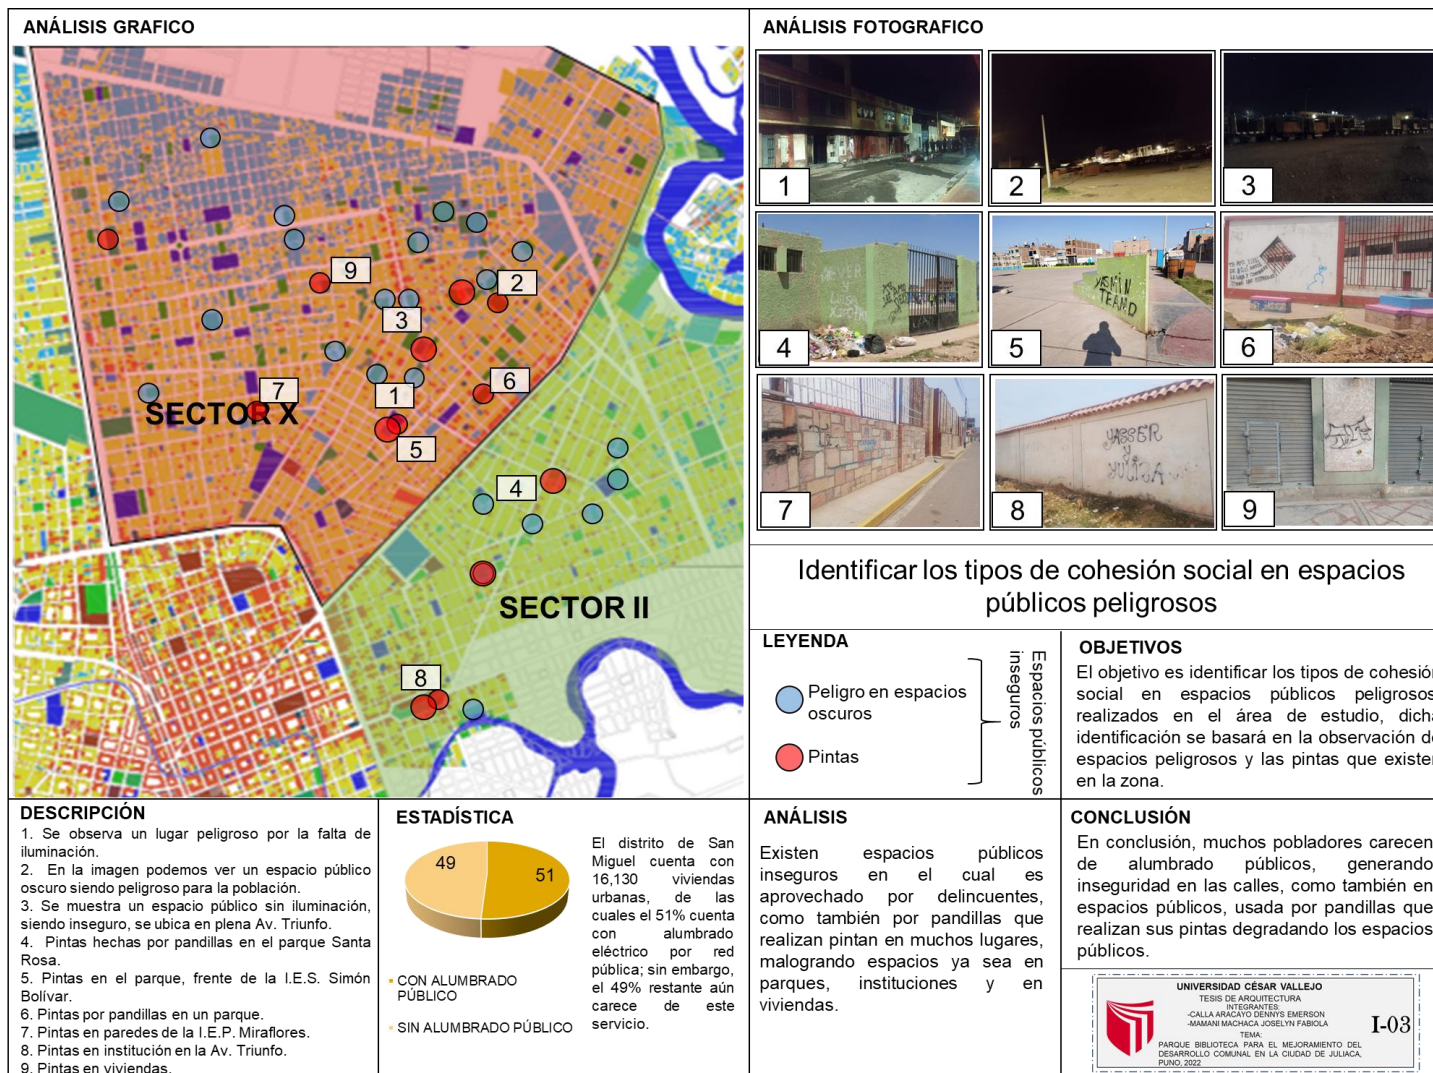 ANÁLISIS GRAFICO
9
2
3
7
6
1
SECTOR X
5
4
SECTOR II
8
ANÁLISIS FOTOGRAFICO
1
2
3
4
5
YASMIN
TEAMO
6
7
8
YASSER
Y
YULISA
9
Identificar los tipos de cohesión social en espacios
públicos peligrosos
LEYENDA
Peligro en espacios
oscuros
Pintas
Espacios públicos
inseguros
OBJETIVOS
El objetivo es identificar los tipos de cohesión
social en espacios públicos peligrosos
realizados en el área de estudio, dicha
identificación se basará en la observación de
espacios peligrosos y las pintas que existen
en la zona.
DESCRIPCIÓN
1. Se observa un lugar peligroso por la falta de
iluminación.
2. En la imagen podemos ver un espacio público
oscuro siendo peligroso para la población.
3. Se muestra un espacio público sin iluminación,
siendo inseguro, se ubica en plena Av. Triunfo.
4. Pintas hechas por pandillas en el parque Santa
Rosa.
5. Pintas en el parque, frente de la I.E.S. Simón
Bolívar.
6. Pintas por pandillas en un parque.
7. Pintas en paredes de la I.E.P. Miraflores.
8. Pintas en institución en la Av. Triunfo.
9. Pintas en viviendas.
ESTADÍSTICA
49
51
CON ALUMBRADO
PÚBLICO
SIN ALUMBRADO PÚBLICO
El distrito de San
Miguel cuenta con
16,130 viviendas
urbanas, de las
cuales el 51% cuenta
con alumbrado
eléctrico por red
pública; sin embargo,
el 49% restante aún
carece de este
servicio.
ANÁLISIS
Existen espacios públicos
inseguros en el cual es
aprovechado por delincuentes,
como también por pandillas que
realizan pintan en muchos lugares,
malogrando espacios ya sea en
parques, instituciones y en
viviendas.
CONCLUSIÓN
En conclusión, muchos pobladores carecen
de alumbrado públicos, generando
inseguridad en las calles, como también en
espacios públicos, usada por pandillas que
realizan sus pintas degradando los espacios
públicos.
UNIVERSIDAD CÉSAR VALLEJO
TESIS DE ARQUITECTURA
INTEGRANTES:
-CALLA ARACAYO DENNYS EMERSON
-MAMANI MACHACA JOSELYN FABIOLA
TEMA:
PARQUE BIBLIOTECA PARA EL MEJORAMIENTO DEL
DESARROLLO COMUNAL EN LA CIUDAD DE JULIACA,
PUNO, 2022
I-03